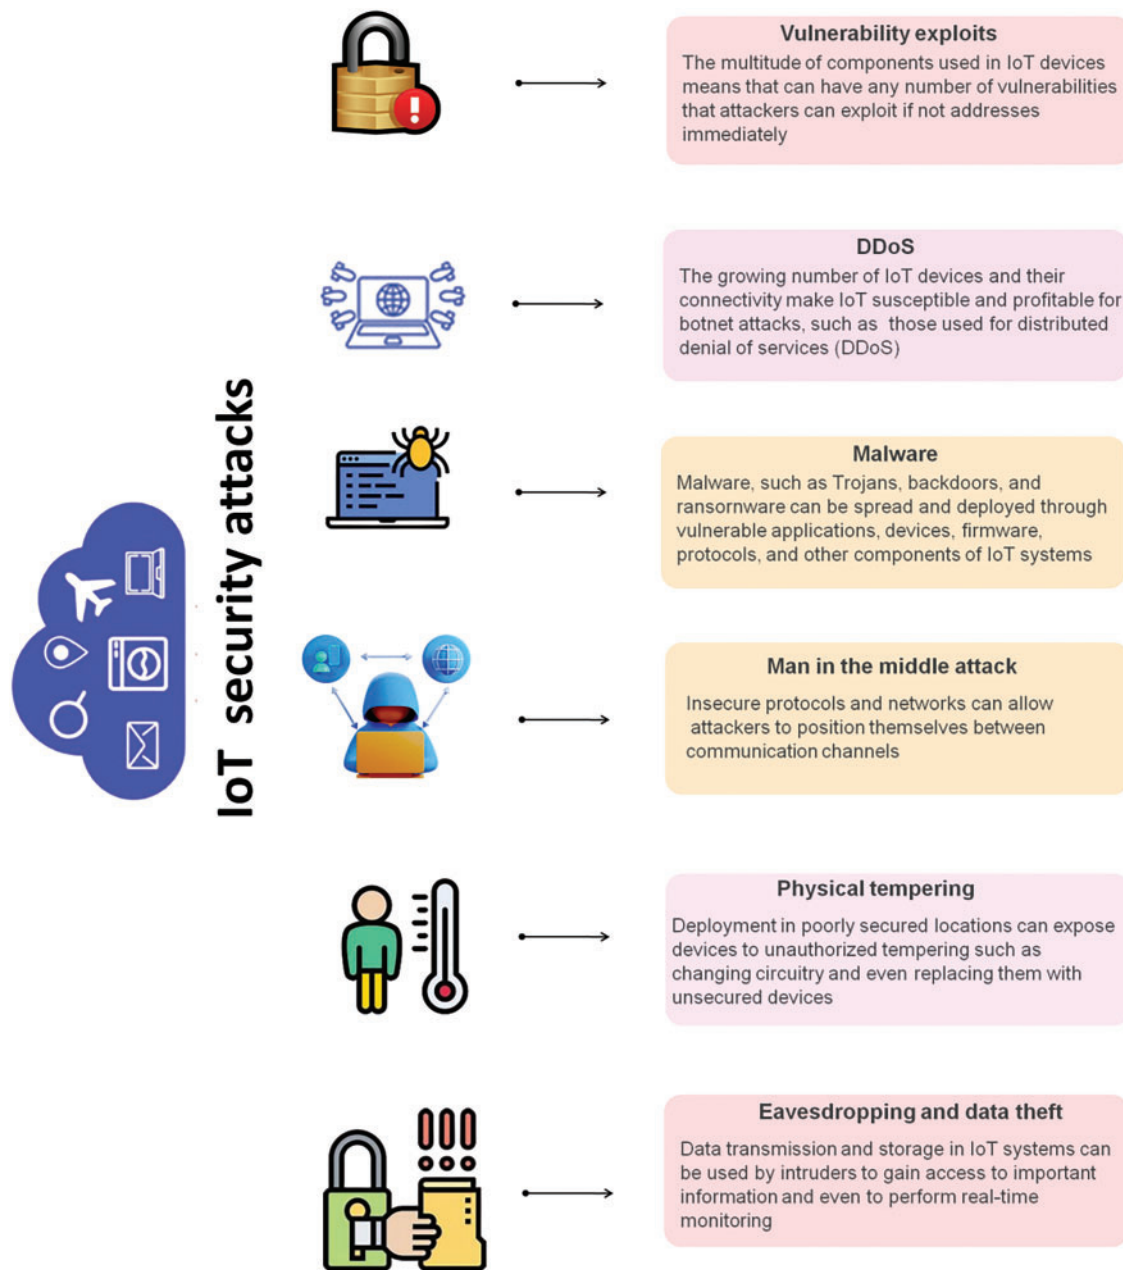 IoT security attacks
Vulnerability exploits
The multitude of components used in IoT devices
means that can have any number of vulnerabilities
that attackers can exploit if not addresses
immediately
DDoS
The growing number of IoT devices and their
connectivity make IoT susceptible and profitable for
botnet attacks, such as those used for distributed
denial of services (DDoS)
Malware
Malware, such as Trojans, backdoors, and
ransornware can be spread and deployed through
vulnerable applications, devices, firmware,
protocols, and other components of IoT systems
Man in the middle attack
Insecure protocols and networks can allow
attackers to position themselves between
communication channels
Physical tempering
Deployment in poorly secured locations can expose
devices to unauthorized tempering such as
changing circuitry and even replacing them with
unsecured devices
Eavesdropping and data theft
Data transmission and storage in IoT systems can
be used by intruders to gain access to important
information and even to perform real-time
monitoring